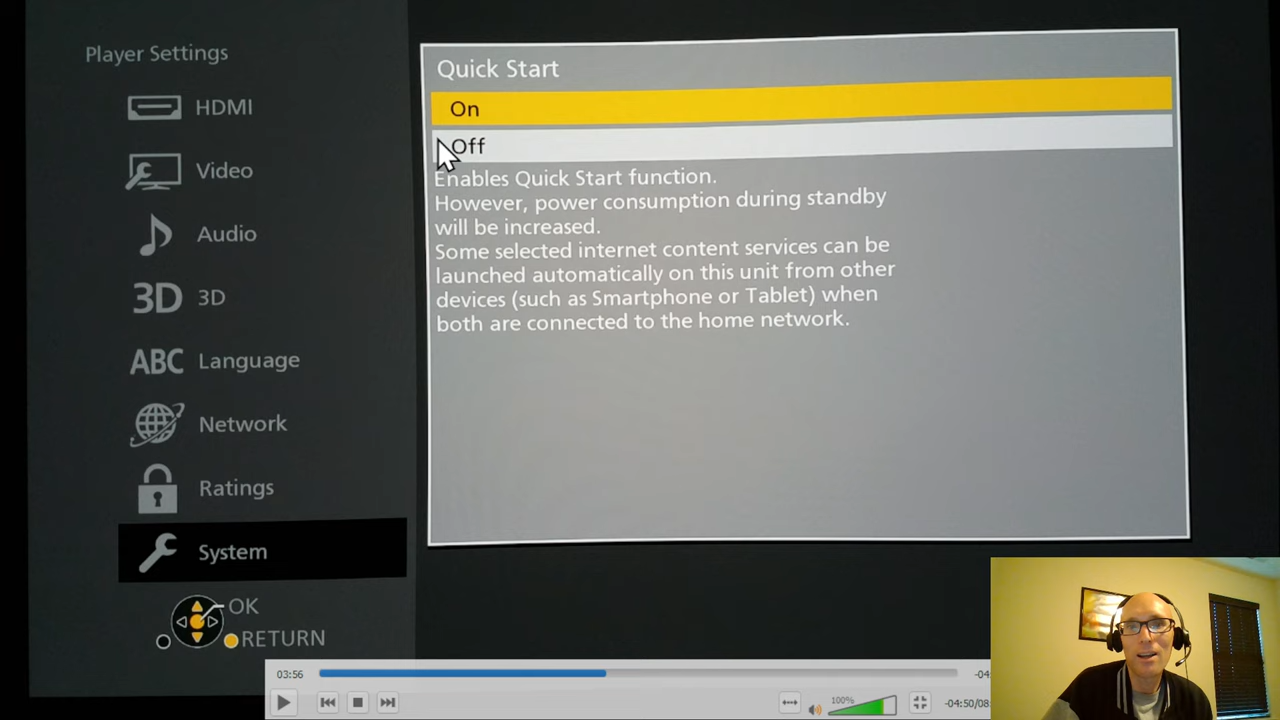 Player Settings
HDMI
Video
Audio
3D 3D
ABC Language
Network
Ratings
System
OK
RETURN
Quick Start
On
Off
Enables Quick Start function.
However, power consumption during standby
will be increased.
Some selected internet content services can be
launched automatically on this unit from other
devices (such as Smartphone or Tablet) when
both are connected to the home network.
03:56
-04
100%
-04:50/08